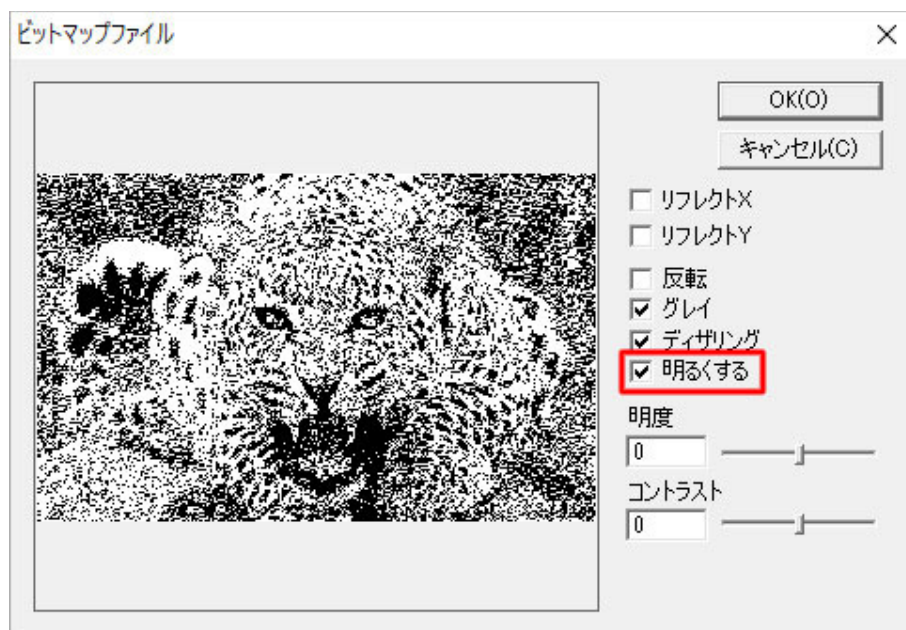 ビットマップファイル
OK(O)
キャンセル(C)
リフレクトX
リフレクトY
反転
グレイ
ディザリング
明るくする
明度
0
コントラスト
0